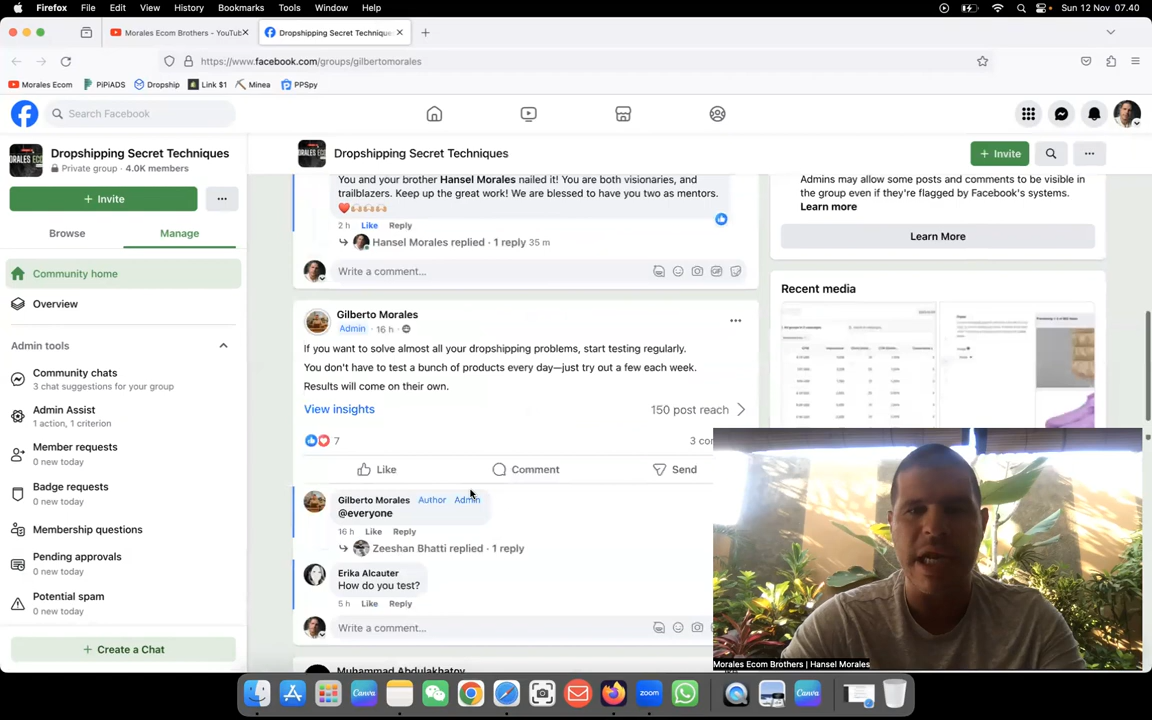 Firefox File Edit View History Bookmarks Tools Window Help Sun 12 Nov 07.40
Morales Ecom Brothers - YouTub
Dropshipping Secret Technique
https://www.facebook.com/groups/gilbertomorales
Morales Ecom PiPiADS Dropship Link $1 Minea PPSpy
Search Facebook
Dropshipping Secret Techniques
Private group · 4.0K members
+ Invite
Browse Manage
Community home
Overview
Admin tools
Community chats
3 chat suggestions for your group
Admin Assist
1 action, 1 criterion
Member requests
0 new today
Badge requests
0 new today
Membership questions
Pending approvals
0 new today
Potential spam
0 new today
+ Create a Chat
Dropshipping Secret Techniques
+ Invite
You and your brother Hansel Morales nailed it! You are both visionaries, and
trailblazers. Keep up the great work! We are blessed to have you two as mentors.
2 h Like Reply
Hansel Morales replied · 1 reply 35 m
Write a comment...
Gilberto Morales
Admin · 16 h ·
If you want to solve almost all your dropshipping problems, start testing regularly.
You don't have to test a bunch of products every day—just try out a few each week.
Results will come on their own.
View insights 150 post reach
7 3 com
Like Comment Send
Gilberto Morales Author Admin
@everyone
16 h Like Reply
Zeeshan Bhatti replied · 1 reply
Erika Alcauter
How do you test?
5 h Like Reply
Write a comment...
Muhammad Abdulakhatov
Admins may allow some posts and comments to be visible in
the group even if they're flagged by Facebook's systems.
Learn more
Learn More
Recent media
Morales Ecom Brothers | Hansel Morales
Canva
zoom
Canva